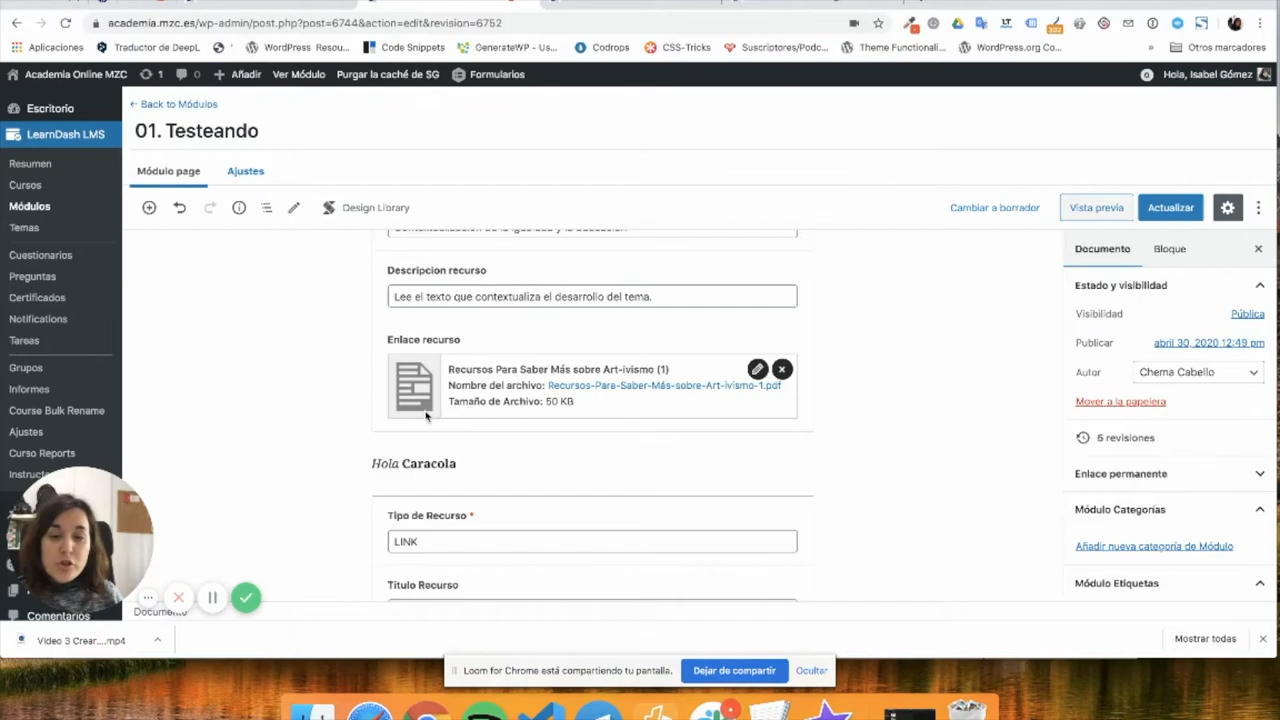 academia.mzc.es/wp-admin/post.php?post=6744&action=edit&revision=6752
Aplicaciones
Traductor de DeepL
WordPress Resou...
Code Snippets
GenerateWP - Us...
Codrops
CSS-Tricks
Suscriptores/Podc...
Theme Functionali...
WordPress.org Co...
»
Otros marcadores
Academia Online MZC
1
0
Añadir
Ver Módulo
Purgar la caché de SG
Formularios
0
Hola, Isabel Gómez
Escritorio
LearnDash LMS
Resumen
Cursos
Módulos
Temas
Cuestionarios
Preguntas
Certificados
Notifications
Tareas
Grupos
Informes
Course Bulk Rename
Ajustes
Curso Reports
Comentarios
← Back to Módulos
01. Testeando
Módulo page
Ajustes
Design Library
Cambiar a borrador
Vista previa
Actualizar
Descripcion recurso
Lee el texto que contextualiza el desarrollo del tema.
Enlace recurso
Recursos Para Saber Más sobre Art-ivismo (1)
Nombre del archivo: Recursos-Para-Saber-Más-sobre-Art-ivismo-1.pdf
Tamaño de Archivo: 50 KB
Hola Caracola
Tipo de Recurso *
LINK
Titulo Recurso
Documento
Documento
Bloque
Estado y visibilidad
Visibilidad
Pública
Publicar
abril 30, 2020 12:49 pm
Autor
Chema Cabello
Mover a la papelera
5 revisiones
Enlace permanente
Módulo Categorías
Añadir nueva categoría de Módulo
Módulo Etiquetas
Video 3 Crear....mp4
Mostrar todas
Loom for Chrome está compartiendo tu pantalla.
Dejar de compartir
Ocultar